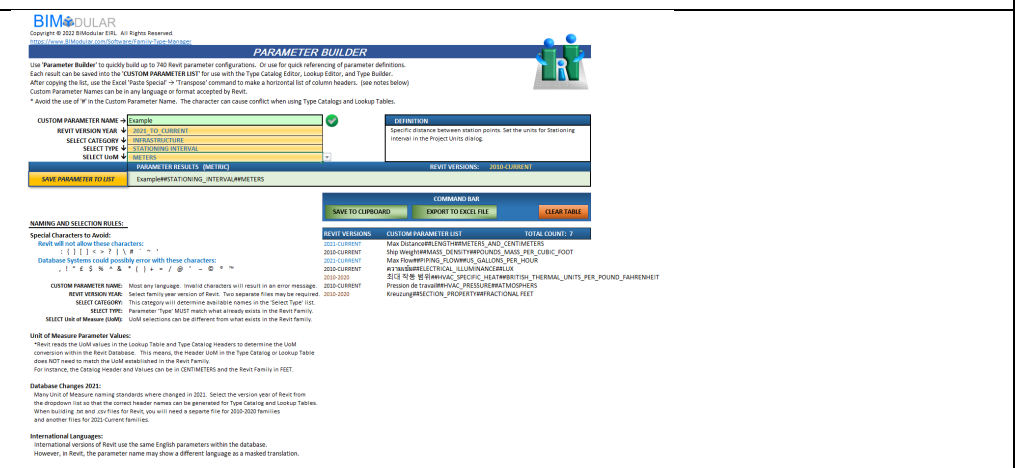 BIMODULAR
Copyright © 2022 BIModular EIRL All Rights Reserved.
https://www.BIModular.com/Software/Family-Type-Manager
PARAMETER BUILDER
Use 'Parameter Builder' to quickly build up to 740 Revit parameter configurations. Or use for quick referencing of parameter definitions.
Each result can be saved into the 'CUSTOM PARAMETER LIST' for use with the Type Catalog Editor, Lookup Editor, and Type Builder.
After copying the list, use the Excel 'Paste Special' → 'Transpose' command to make a horizontal list of column headers. (see notes below)
Custom Parameter Names can be in any language or format accepted by Revit.
* Avoid the use of '#' in the Custom Parameter Name. The character can cause conflict when using Type Catalogs and Lookup Tables.
CUSTOM PARAMETER NAME → Example
REVIT VERSION YEAR ↓ 2021_TO_CURRENT
SELECT CATEGORY ↓ INFRASTRUCTURE
SELECT TYPE ↓ STATIONING INTERVAL
SELECT UoM ↓ METERS
DEFINITION
Specific distance between station points. Set the units for Stationing
Interval in the Project Units dialog.
PARAMETER RESULTS (METRIC) REVIT VERSIONS: 2010-CURRENT
SAVE PARAMETER TO LIST Example##STATIONING_INTERVAL##METERS
COMMAND BAR
SAVE TO CLIPBOARD EXPORT TO EXCEL FILE CLEAR TABLE
REVIT VERSIONS CUSTOM PARAMETER LIST TOTAL COUNT: 7
2021-CURRENT Max Distance##LENGTH##METERS_AND_CENTIMETERS
2010-CURRENT Ship Weight##MASS_DENSITY##POUNDS_MASS_PER_CUBIC_FOOT
2021-CURRENT Max Flow##PIPING_FLOW##US_GALLONS_PER_HOUR
2010-CURRENT ความเข้ม##ELECTRICAL_ILLUMINANCE##LUX
2010-2020 최대 작동 범위##HVAC_SPECIFIC_HEAT##BRITISH_THERMAL_UNITS_PER_POUND_FAHRENHEIT
2010-CURRENT Pression de travail##HVAC_PRESSURE##ATMOSPHERS
2010-2020 Kreuzung##SECTION_PROPERTY##FRACTIONAL FEET
NAMING AND SELECTION RULES:
Special Characters to Avoid:
Revit will not allow these characters:
: { } [ ] < > ? | \ # ` ~ '
Database Systems could possibly error with these characters:
, ! " £ $ % ^ & * ( ) + = / @ ' – © ® ™
CUSTOM PARAMETER NAME: Most any language. Invalid characters will result in an error message.
REVIT VERSION YEAR: Select family year version of Revit. Two separate files may be required.
SELECT CATEGORY: This category will determine available names in the 'Select Type' list.
SELECT TYPE: Parameter 'Type' MUST match what already exists in the Revit Family.
SELECT Unit of Measure (UoM): UoM selections can be different from what exists in the Revit family.
Unit of Measure Parameter Values:
*Revit reads the UoM values in the Lookup Table and Type Catalog Headers to determine the UoM
conversion within the Revit Database. This means, the Header UoM in the Type Catalog or Lookup Table
does NOT need to match the UoM established in the Revit Family.
For instance, the Catalog Header and Values can be in CENTIMETERS and the Revit Family in FEET.
Database Changes 2021:
Many Unit of Measure naming standards where changed in 2021. Select the version year of Revit from
the dropdown list so that the correct header names can be generated for Type Catalog and Lookup Tables.
When building .txt and .csv files for Revit, you will need a separte file for 2010-2020 families
and another files for 2021-Current families.
International Languages:
International versions of Revit use the same English parameters within the database.
However, in Revit, the parameter name may show a different language as a masked translation.